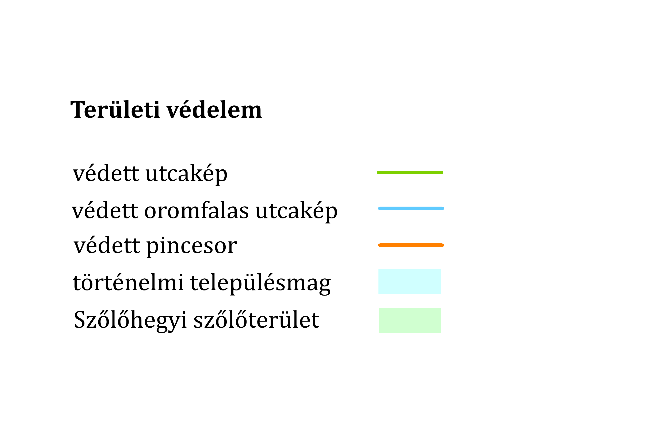 Területi védelem
védett utcakép
védett oromfalas utcakép
védett pincesor
történelmi településmag
Szőlőhegyi szőlőterület